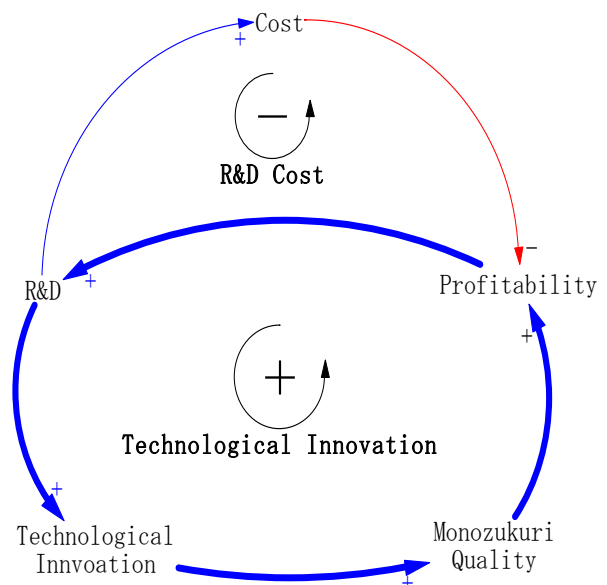 Cost
+
−
R&D Cost
−
R&D
+
Profitability
+
+
Technological Innovation
+
Technological
Innvoation
Monozukuri
Quality
+